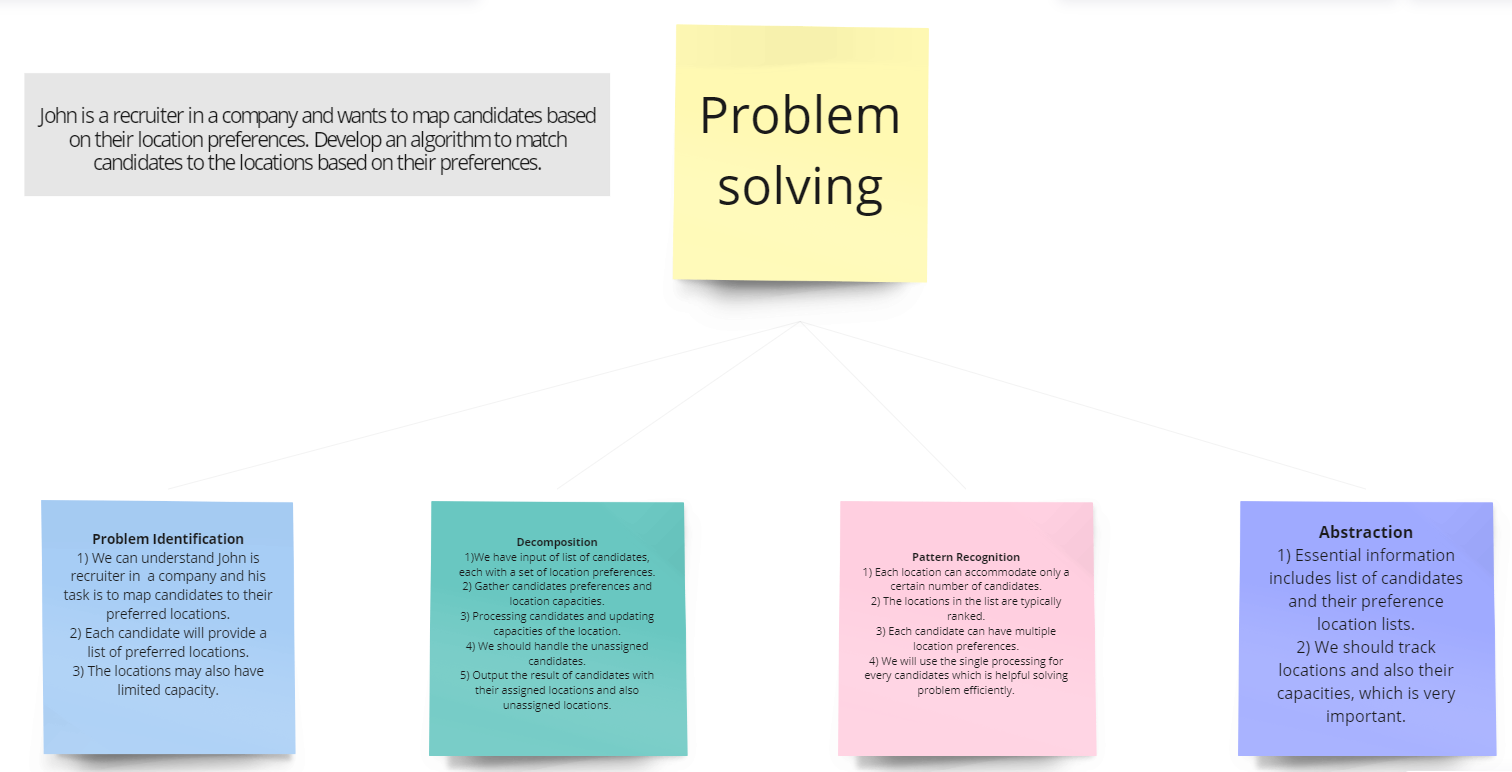 John is a recruiter in a company and wants to map candidates based
on their location preferences. Develop an algorithm to match
candidates to the locations based on their preferences.
Problem
solving
Problem Identification
1) We can understand John is
recruiter in a company and his
task is to map candidates to their
preferred locations.
2) Each candidate will provide a
list of preferred locations.
3) The locations may also have
limited capacity.
Decomposition
1)We have input of list of candidates,
each with a set of location preferences.
2) Gather candidates preferences and
location capacities.
3) Processing candidates and updating
capacities of the location.
4) We should handle the unassigned
candidates.
5) Output the result of candidates with
their assigned locations and also
unassigned locations.
Pattern Recognition
1) Each location can accommodate only a
certain number of candidates.
2) The locations in the list are typically
ranked.
3) Each candidate can have multiple
location preferences.
4) We will use the single processing for
every candidates which is helpful solving
problem efficiently.
Abstraction
1) Essential information
includes list of candidates
and their preference
location lists.
2) We should track
locations and also their
capacities, which is very
important.